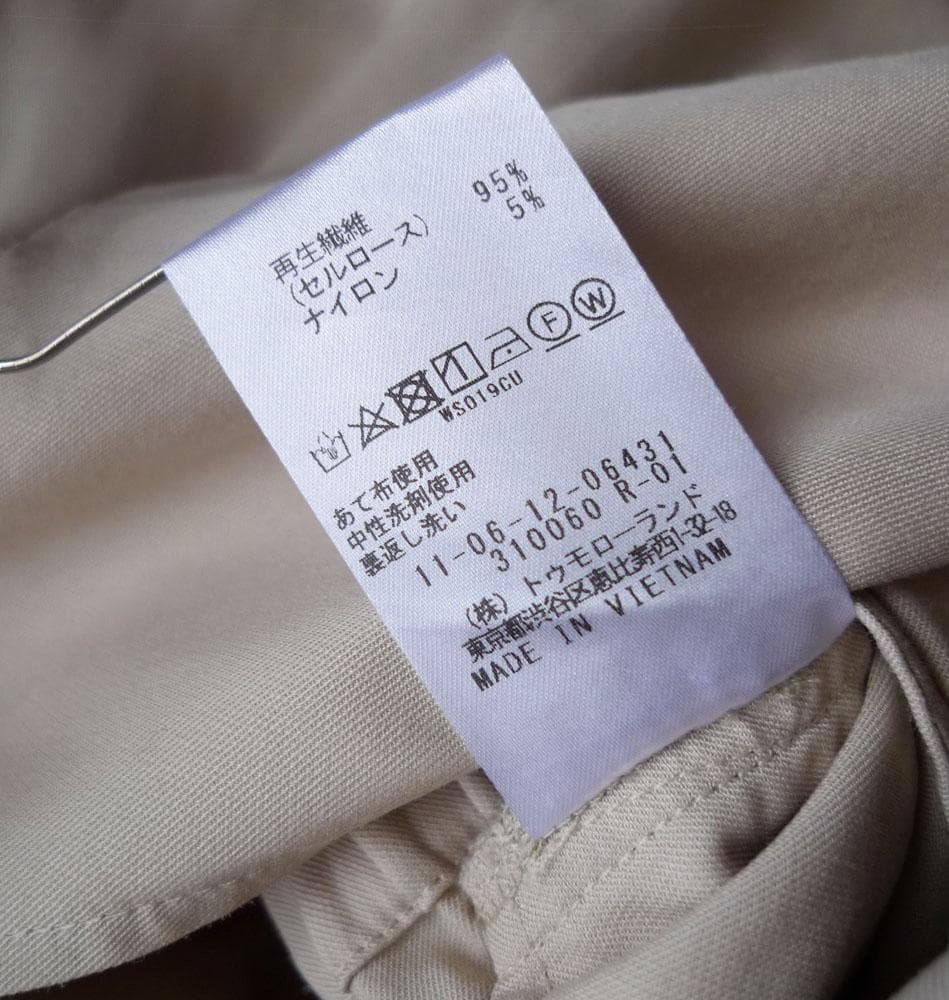 再生繊維 95%
(セルロース) 5%
ナイロン
F W
WS019CU
あて布使用
中性洗剤使用
裏返し洗い
11-06-12-06431
310060 R-01
(株) トゥモローランド
東京都渋谷区恵比寿西1-32-18
MADE IN VIETNAM